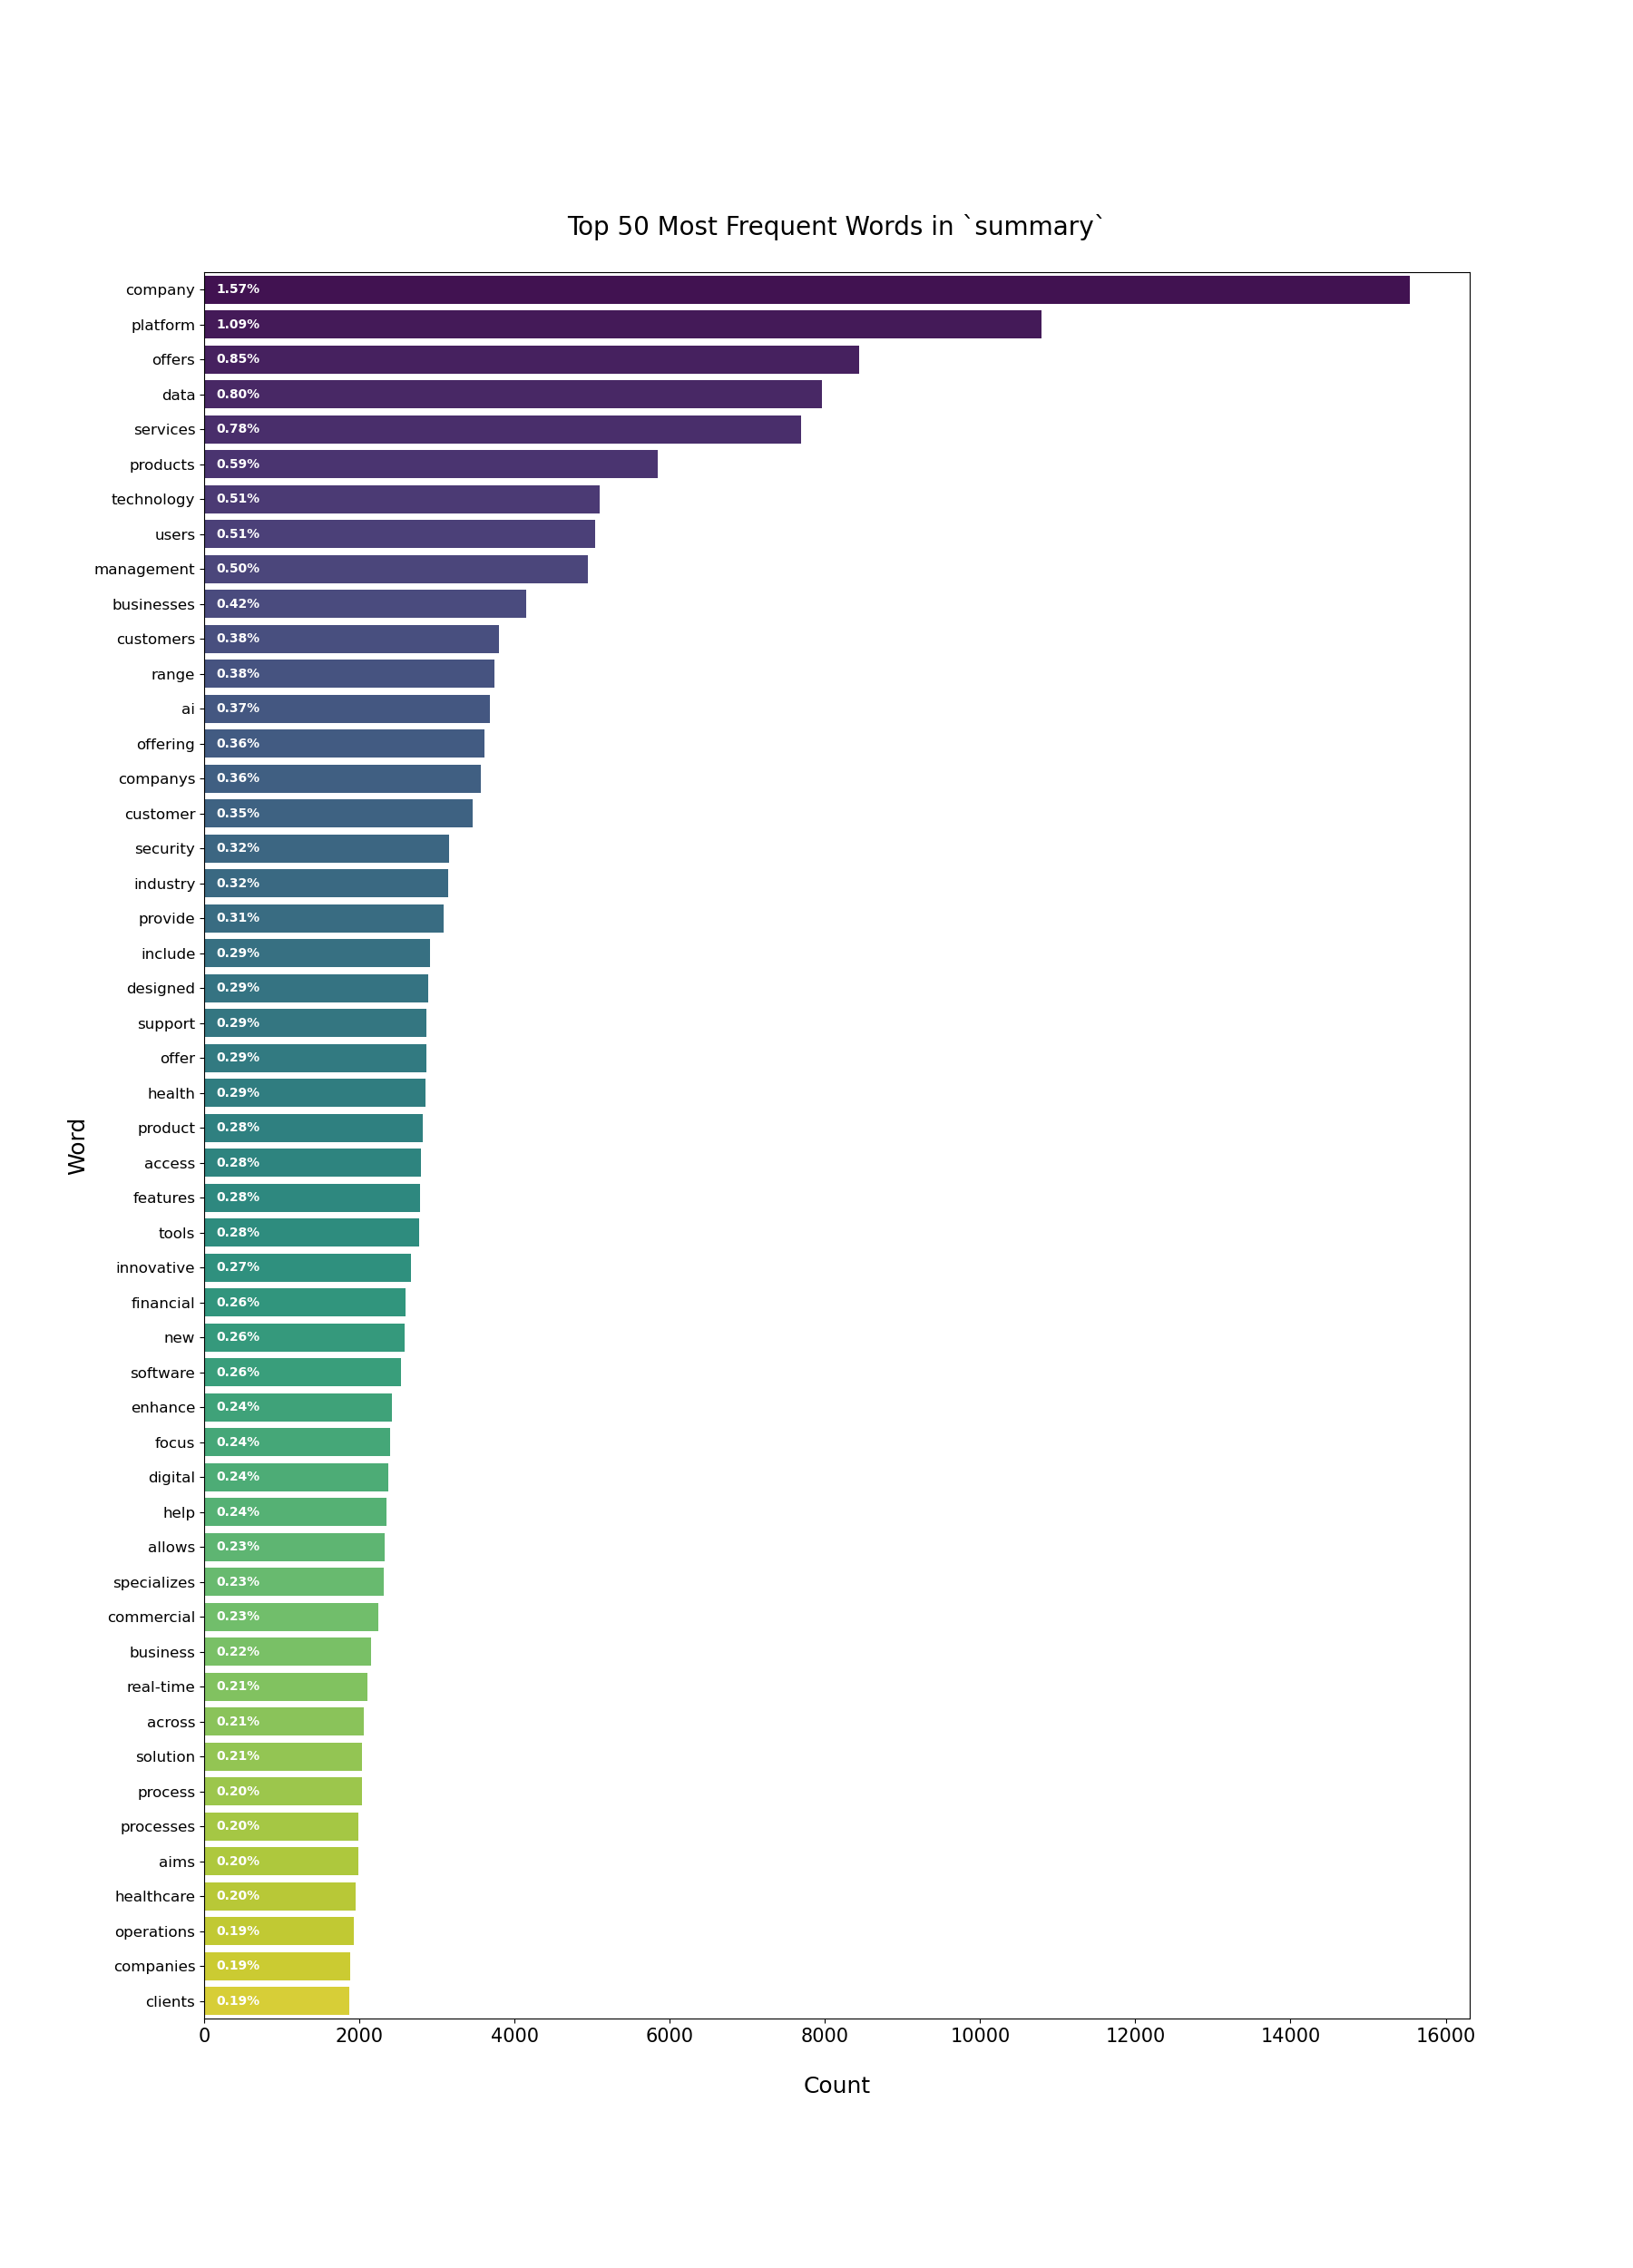 Top 50 Most Frequent Words in `summary`
company 1.57%
platform 1.09%
offers 0.85%
data 0.80%
services 0.78%
products 0.59%
technology 0.51%
users 0.51%
management 0.50%
businesses 0.42%
customers 0.38%
range 0.38%
ai 0.37%
offering 0.36%
companys 0.36%
customer 0.35%
security 0.32%
industry 0.32%
provide 0.31%
include 0.29%
designed 0.29%
support 0.29%
offer 0.29%
health 0.29%
product 0.28%
access 0.28%
features 0.28%
tools 0.28%
innovative 0.27%
financial 0.26%
new 0.26%
software 0.26%
enhance 0.24%
focus 0.24%
digital 0.24%
help 0.24%
allows 0.23%
specializes 0.23%
commercial 0.23%
business 0.22%
real-time 0.21%
across 0.21%
solution 0.21%
process 0.20%
processes 0.20%
aims 0.20%
healthcare 0.20%
operations 0.19%
companies 0.19%
clients 0.19%
Word
0 2000 4000 6000 8000 10000 12000 14000 16000
Count